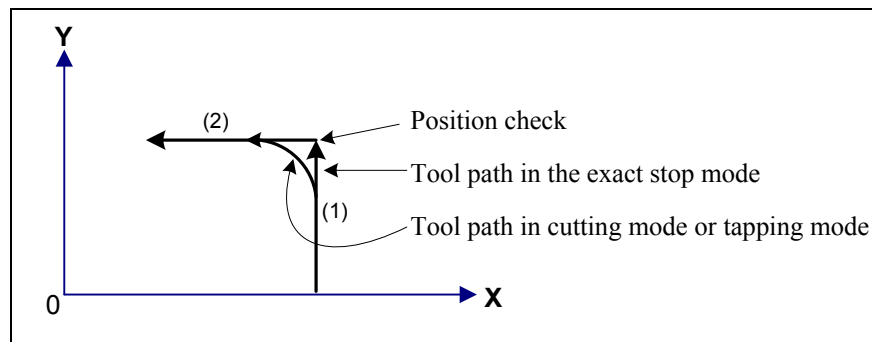 Y
(2)
Position check
Tool path in the exact stop mode
(1)
Tool path in cutting mode or tapping mode
0
X